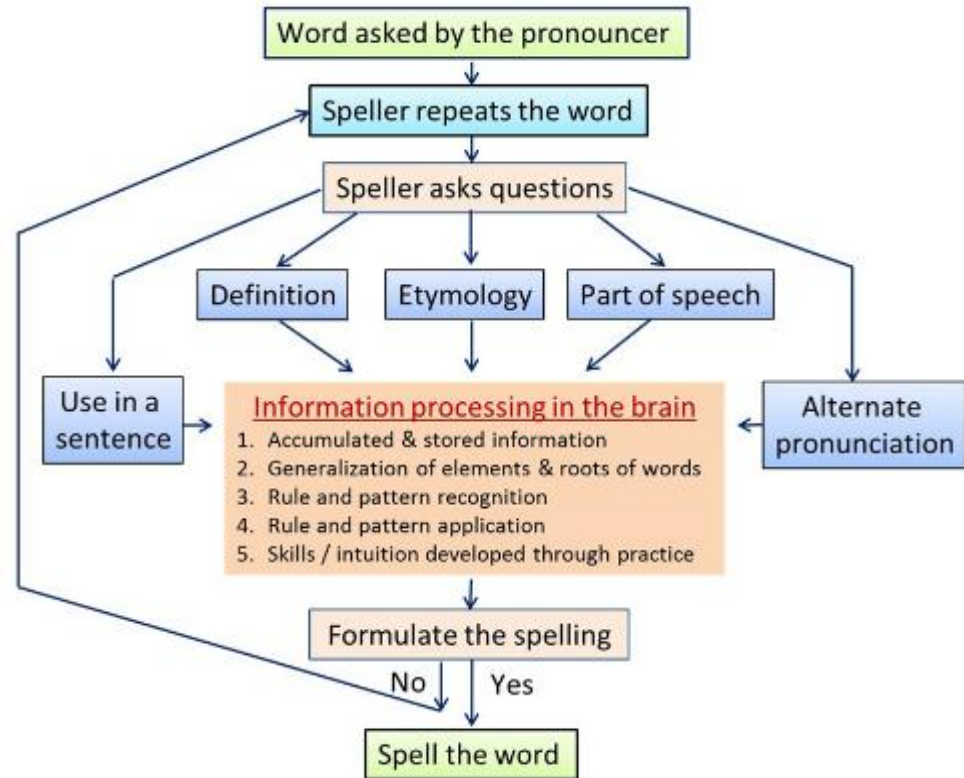 Word asked by the pronouncer
Speller repeats the word
Speller asks questions
Definition
Etymology
Part of speech
Use in a
sentence
Information processing in the brain
1. Accumulated & stored information
2. Generalization of elements & roots of words
3. Rule and pattern recognition
4. Rule and pattern application
5. Skills / intuition developed through practice
Alternate
pronunciation
Formulate the spelling
No
Yes
Spell the word